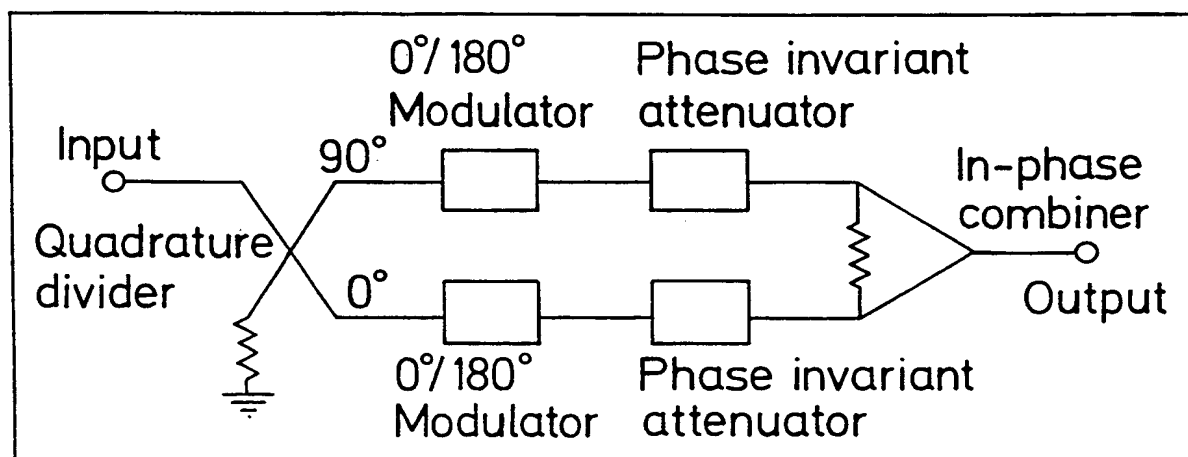 0°/180°
Modulator
Phase invariant
attenuator
Input
90°
In-phase
combiner
Quadrature
divider
0°
Output
0°/180°
Modulator
Phase invariant
attenuator